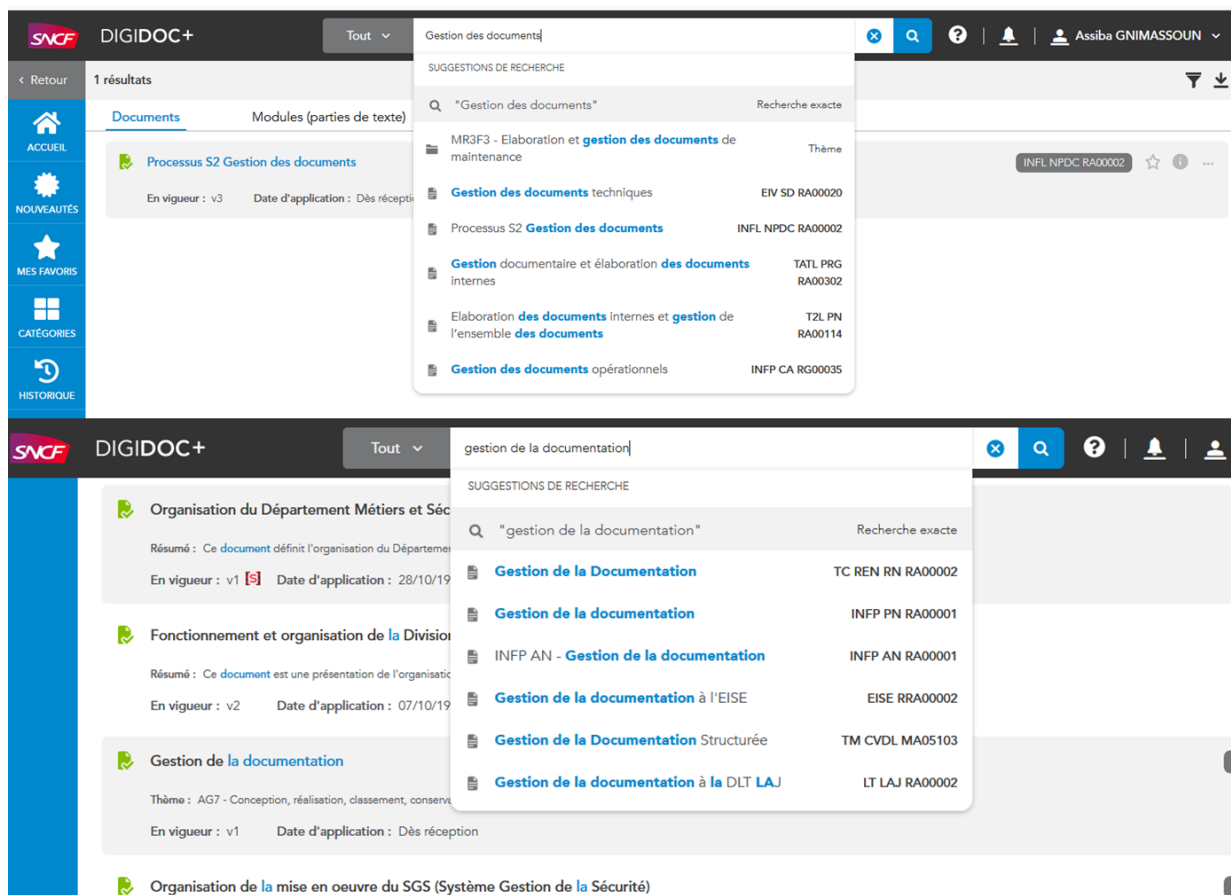 SNCF DIGIDOC+ Tout Gestion des documents Assiba GNIMASSOUN
Retour 1 résultats
SUGGESTIONS DE RECHERCHE
"Gestion des documents" Recherche exacte
Documents Modules (parties de texte)
ACCUEIL
MR3F3 - Elaboration et gestion des documents de
maintenance Thème
Processus S2 Gestion des documents INFL NPDC RA00002
Gestion des documents techniques EIV SD RA00020
En vigueur : v3 Date d'application : Dès récepti
NOUVEAUTÉS
Processus S2 Gestion des documents INFL NPDC RA00002
Gestion documentaire et élaboration des documents TATL PRG
internes RA00302
MES FAVORIS
Elaboration des documents internes et gestion de T2L PN
l'ensemble des documents RA00114
CATÉGORIES
Gestion des documents opérationnels INFP CA RG00035
HISTORIQUE
SNCF DIGIDOC+ Tout gestion de la documentation
SUGGESTIONS DE RECHERCHE
Organisation du Département Métiers et Séc
"gestion de la documentation" Recherche exacte
Résumé : Ce document définit l'organisation du Départeme
En vigueur : v1 [S] Date d'application : 28/10/19
Gestion de la Documentation TC REN RN RA00002
Gestion de la documentation INFP PN RA00001
Fonctionnement et organisation de la Division
INFP AN - Gestion de la documentation INFP AN RA00001
Résumé : Ce document est une présentation de l'organisatio
En vigueur : v2 Date d'application : 07/10/19
Gestion de la documentation à l'EISE EISE RRA00002
Gestion de la Documentation Structurée TM CVDL MA05103
Gestion de la documentation
Gestion de la documentation à la DLT LAJ LT LAJ RA00002
Thème : AG7 - Conception, réalisation, classement, conserva
En vigueur : v1 Date d'application : Dès réception
Organisation de la mise en oeuvre du SGS (Système Gestion de la Sécurité)